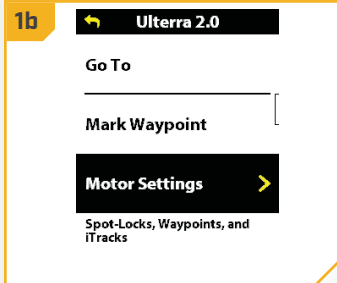 1b
Ulterra 2.0
Go To
Mark Waypoint
Motor Settings
Spot-Locks, Waypoints, and
iTracks